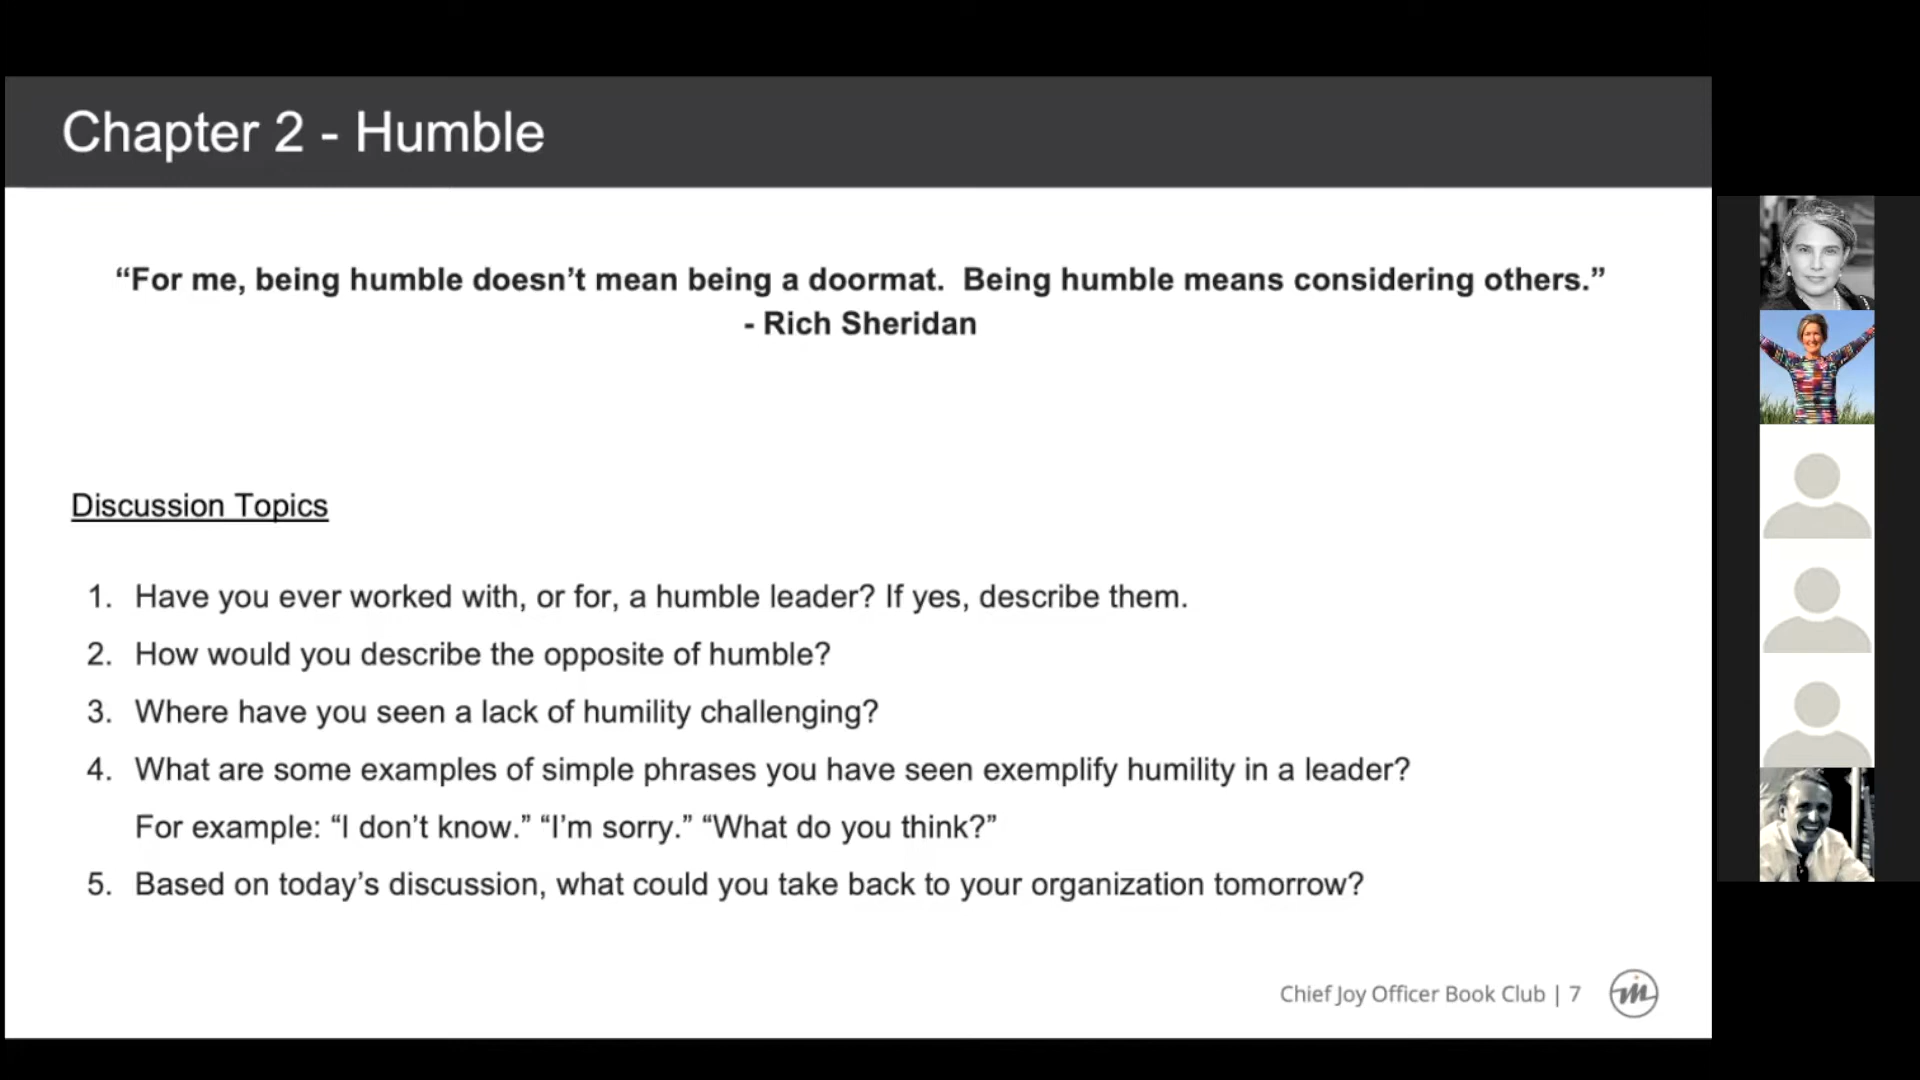 Chapter 2 - Humble
“For me, being humble doesn’t mean being a doormat.  Being humble means considering others.”
- Rich Sheridan
Discussion Topics
1. Have you ever worked with, or for, a humble leader? If yes, describe them.
2. How would you describe the opposite of humble?
3. Where have you seen a lack of humility challenging?
4. What are some examples of simple phrases you have seen exemplify humility in a leader?
For example: “I don’t know.” “I’m sorry.” “What do you think?”
5. Based on today’s discussion, what could you take back to your organization tomorrow?
Chief Joy Officer Book Club | 7